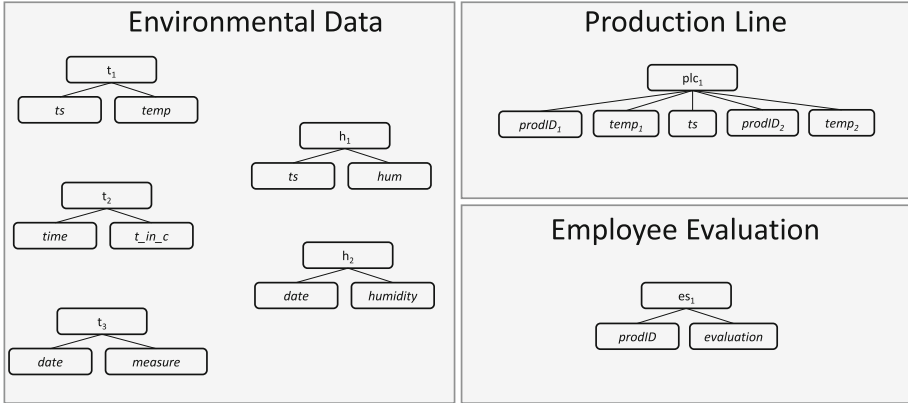 Environmental Data
t₁
ts temp
h₁
ts hum
t₂
time t_in_c
h₂
date humidity
t₃
date measure
Production Line
plc₁
prodID₁ temp₁ ts prodID₂ temp₂
Employee Evaluation
es₁
prodID evaluation